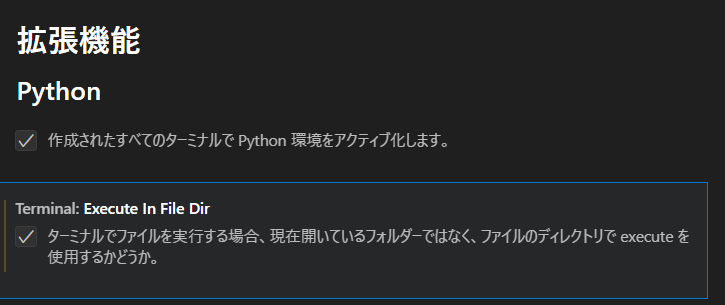 拡張機能
Python
作成されたすべてのターミナルで Python 環境をアクティブ化します。
Terminal: Execute In File Dir
ターミナルでファイルを実行する場合、現在開いているフォルダーではなく、ファイルのディレクトリで execute を
使用するかどうか。